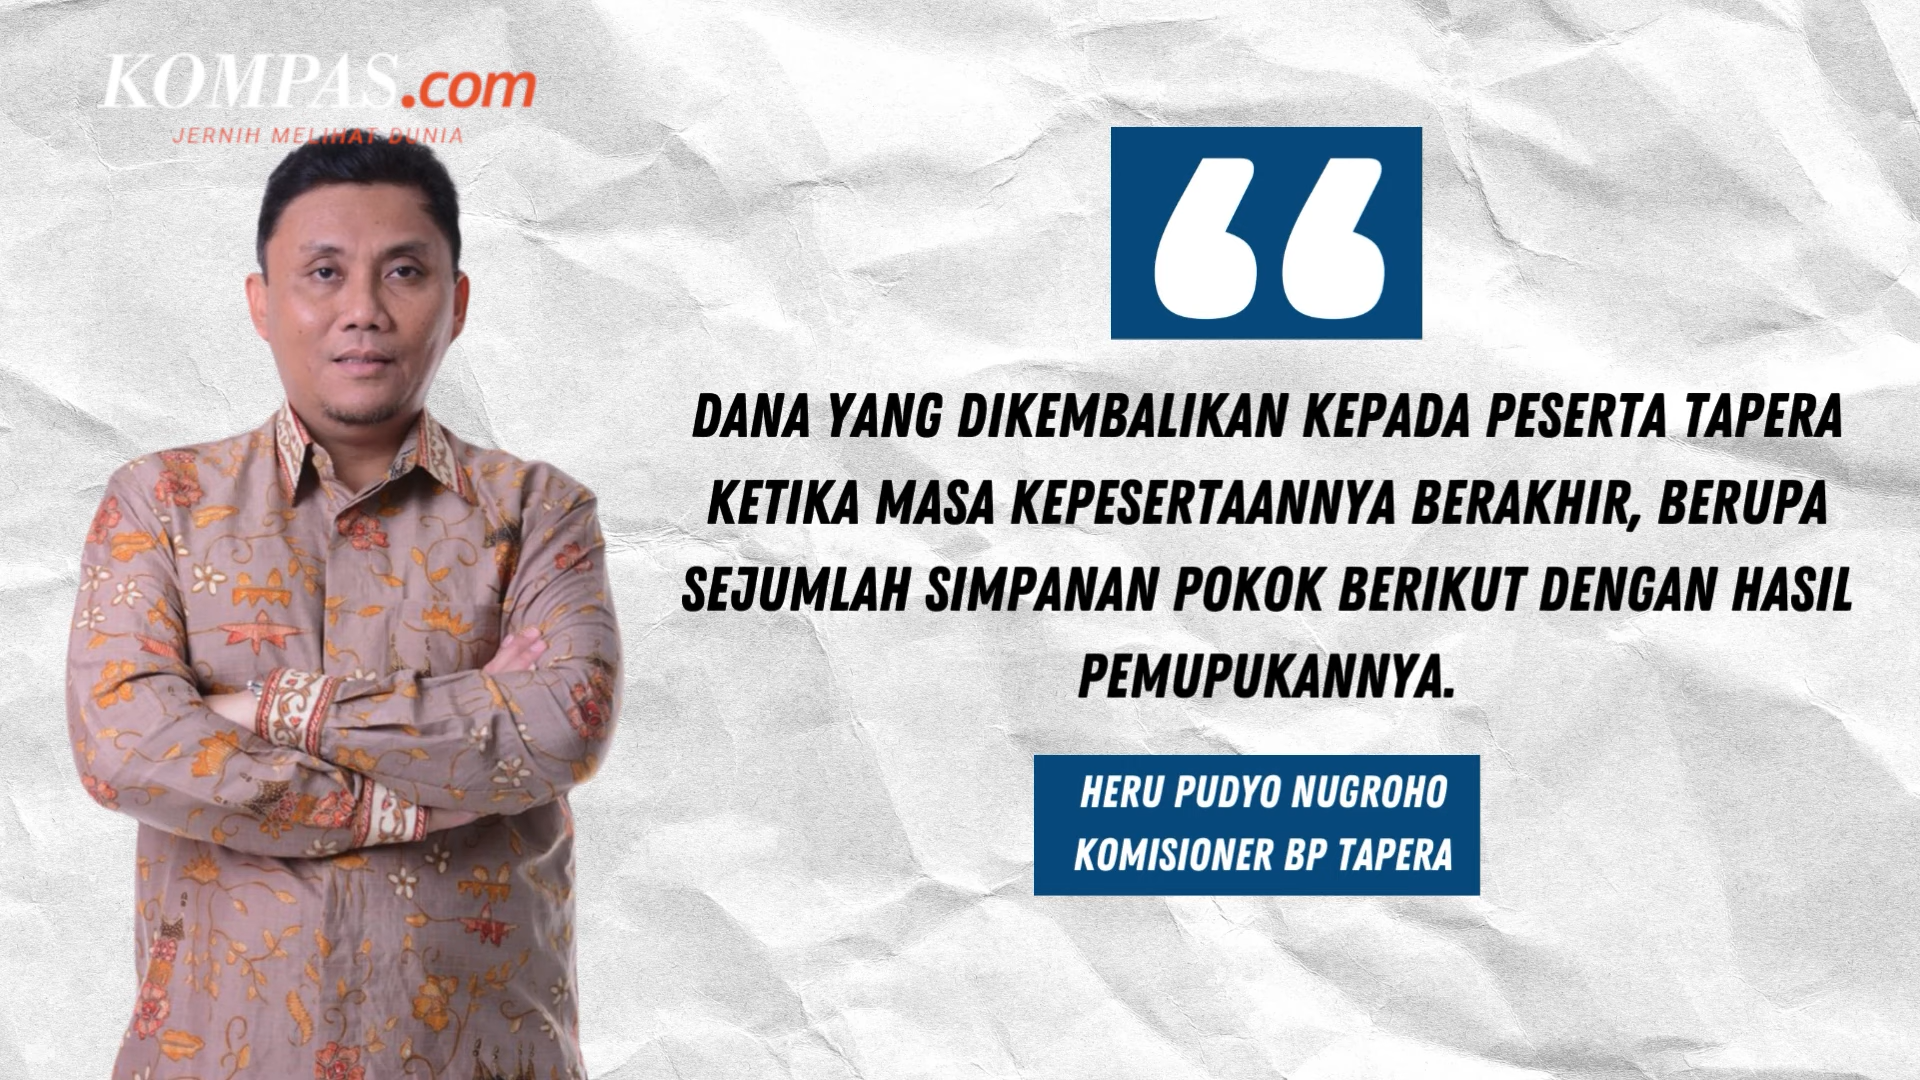 KOMPAS.com
JERNIH MELIHAT DUNIA
DANA YANG DIKEMBALIKAN KEPADA PESERTA TAPERA
KETIKA MASA KEPESERTAANNYA BERAKHIR, BERUPA
SEJUMLAH SIMPANAN POKOK BERIKUT DENGAN HASIL
PEMUPUKANNYA.
HERU PUDYO NUGROHO
KOMISIONER BP TAPERA